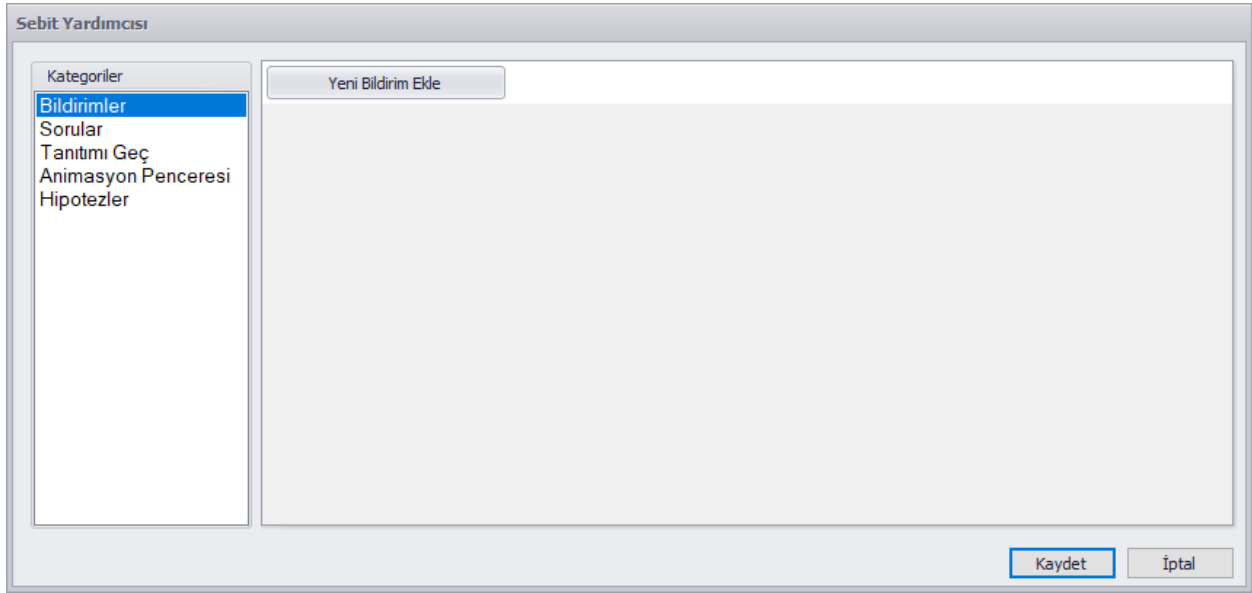 Sebit Yardımcısı
Kategoriler
Bildirimler
Sorular
Tanıtımı Geç
Animasyon Penceresi
Hipotezler
Yeni Bildirim Ekle
Kaydet
İptal